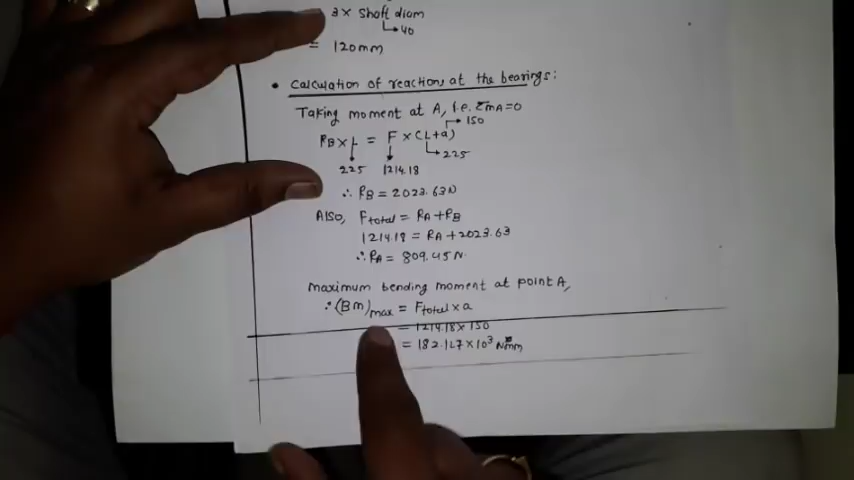 3 x shaft diam
↳ 40
= 120mm
• Calculation of reactions at the bearings:
Taking moment at A, i.e. ΣmA=0
RB x L = F x (L+a) → 150
225 1214.18 → 225
∴ RB = 2023.63N
Also, Ftotal = RA+RB
1214.18 = RA + 2023.63
∴ RA = 809.45 N.
maximum bending moment at point A,
∴ (BM)max = Ftotal x a
= 1214.18 x 150
= 182.127 x 10³ Nmm